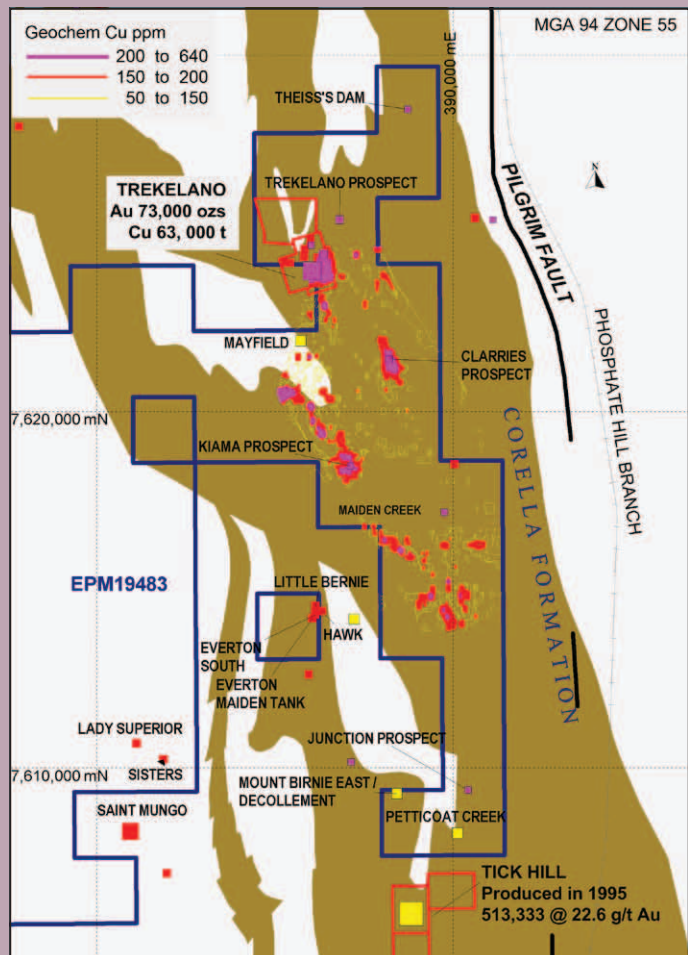 Geochem Cu ppm
200 to 640
150 to 200
50 to 150
MGA 94 ZONE 55
390,000 mE
THEISS'S DAM
TREKELANO PROSPECT
TREKELANO
Au 73,000 ozs
Cu 63, 000 t
PILGRIM FAULT
PHOSPHATE HILL BRANCH
MAYFIELD
CLARRIES
PROSPECT
7,620,000 mN
KIAMA PROSPECT
CORELLA FORMATION
MAIDEN CREEK
EPM19483
LITTLE BERNIE
HAWK
EVERTON
SOUTH
EVERTON
MAIDEN TANK
LADY SUPERIOR
SISTERS
JUNCTION PROSPECT
7,610,000 mN
MOUNT BIRNIE EAST /
DECOLLEMENT
SAINT MUNGO
PETTICOAT CREEK
TICK HILL
Produced in 1995
513,333 @ 22.6 g/t Au